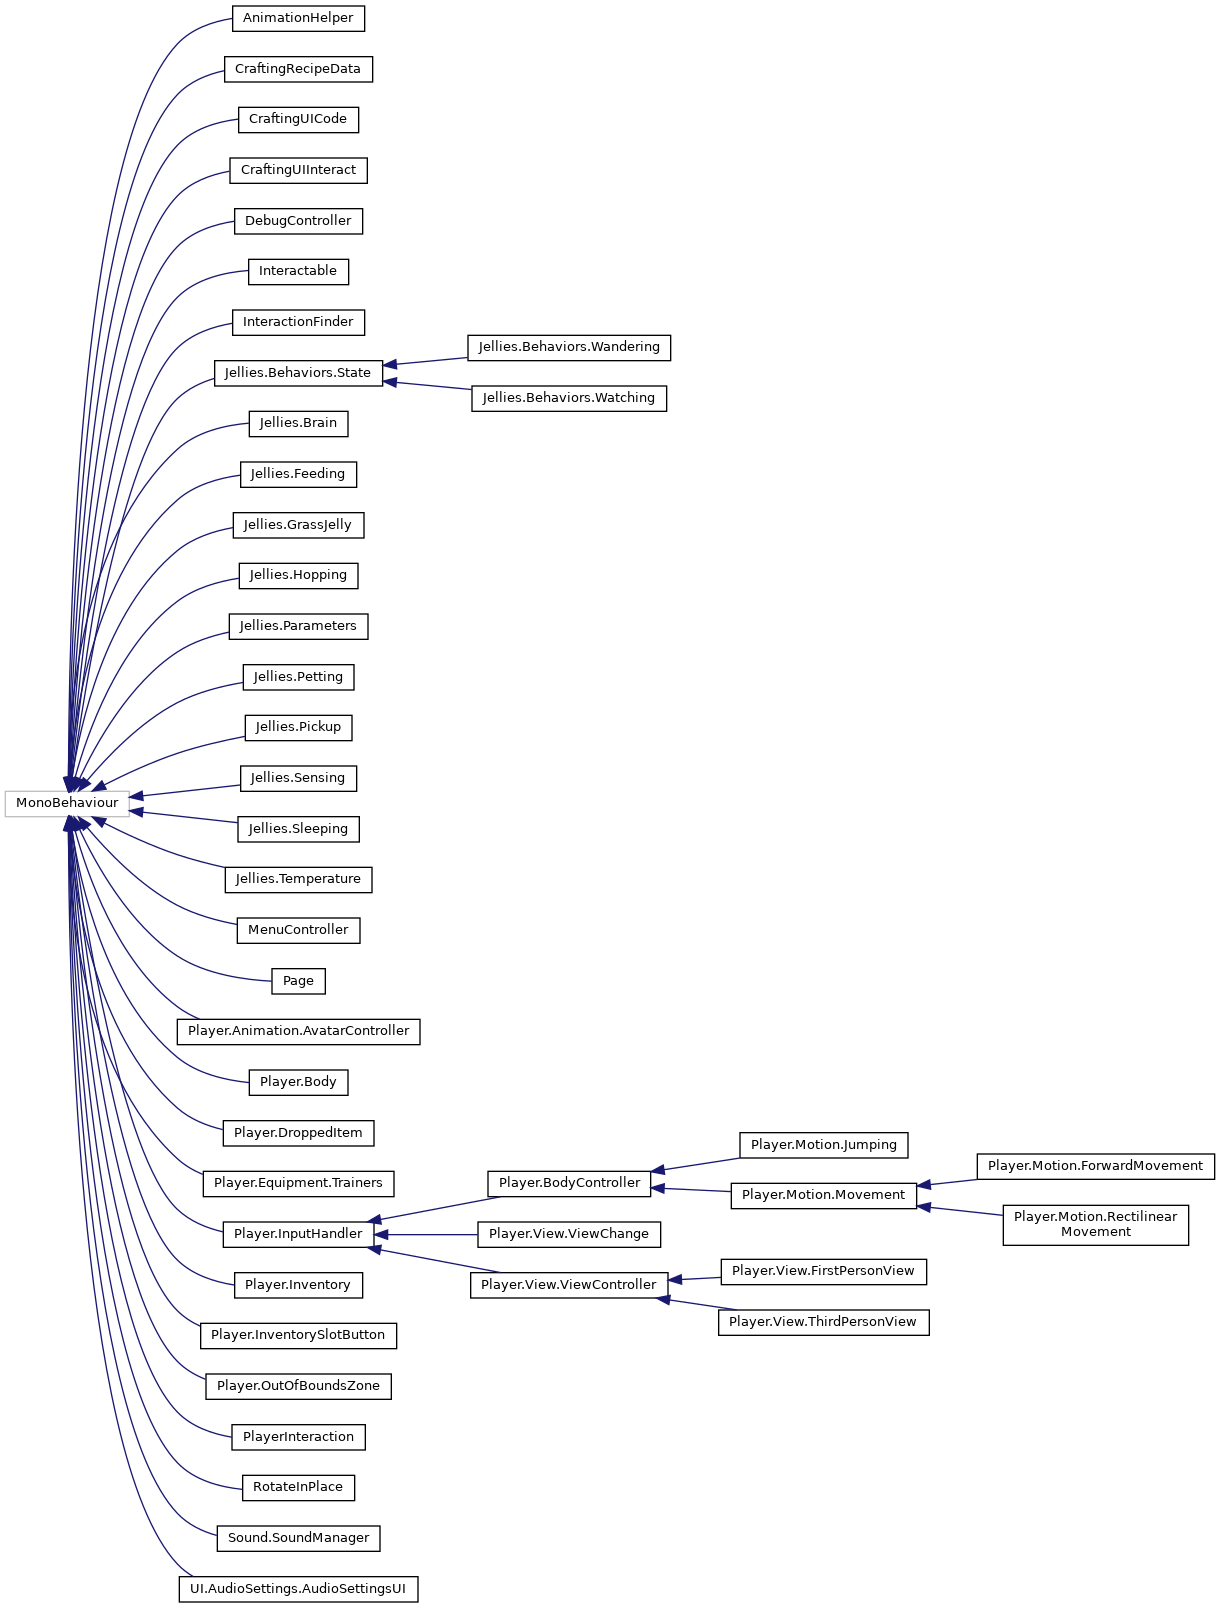 AnimationHelper
CraftingRecipeData
CraftingUICode
CraftingUIInteract
DebugController
Interactable
InteractionFinder
Jellies.Behaviors.Wandering
Jellies.Behaviors.State
Jellies.Behaviors.Watching
Jellies.Brain
Jellies.Feeding
Jellies.GrassJelly
Jellies.Hopping
Jellies.Parameters
Jellies.Petting
Jellies.Pickup
Jellies.Sensing
MonoBehaviour
Jellies.Sleeping
Jellies.Temperature
MenuController
Page
Player.Animation.AvatarController
Player.Body
Player.DroppedItem
Player.Motion.Jumping
Player.Motion.ForwardMovement
Player.Equipment.Trainers
Player.BodyController
Player.Motion.Movement
Player.Motion.Rectilinear
Movement
Player.InputHandler
Player.View.ViewChange
Player.View.FirstPersonView
Player.Inventory
Player.View.ViewController
Player.View.ThirdPersonView
Player.InventorySlotButton
Player.OutOfBoundsZone
PlayerInteraction
RotateInPlace
Sound.SoundManager
UI.AudioSettings.AudioSettingsUI